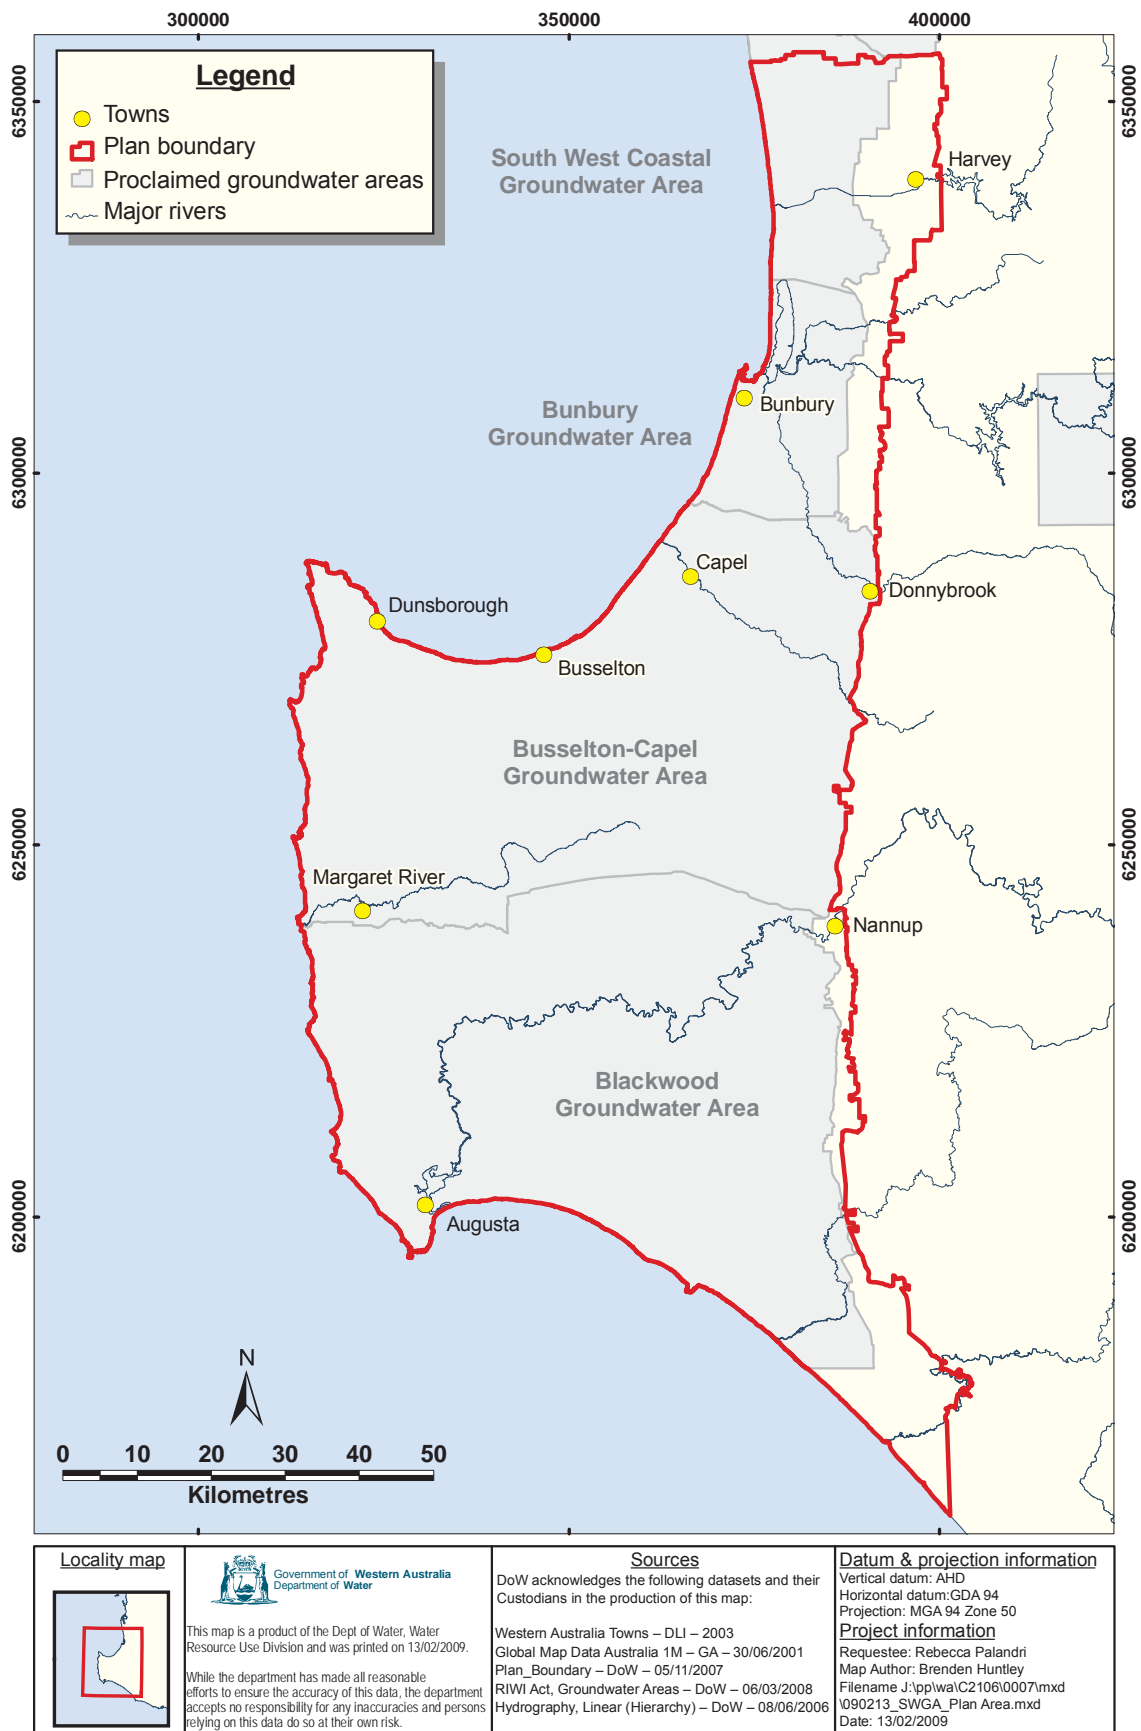 300000
350000
400000
6350000
6350000
6300000
6300000
6250000
6250000
6200000
6200000
Legend
Towns
Plan boundary
Proclaimed groundwater areas
Major rivers
South West Coastal
Groundwater Area
Harvey
Bunbury
Groundwater Area
Bunbury
Capel
Donnybrook
Dunsborough
Busselton
Busselton-Capel
Groundwater Area
Margaret River
Nannup
Blackwood
Groundwater Area
Augusta
N
0 10 20 30 40 50
Kilometres
Locality map
Government of Western Australia
Department of Water
This map is a product of the Dept of Water, Water
Resource Use Division and was printed on 13/02/2009.
While the department has made all reasonable
efforts to ensure the accuracy of this data, the department
accepts no responsibility for any inaccuracies and persons
relying on this data do so at their own risk.
Sources
DoW acknowledges the following datasets and their
Custodians in the production of this map:
Western Australia Towns – DLI – 2003
Global Map Data Australia 1M – GA – 30/06/2001
Plan_Boundary – DoW – 05/11/2007
RIWI Act, Groundwater Areas – DoW – 06/03/2008
Hydrography, Linear (Hierarchy) – DoW – 08/06/2006
Datum & projection information
Vertical datum: AHD
Horizontal datum:GDA 94
Projection: MGA 94 Zone 50
Project information
Requestee: Rebecca Palandri
Map Author: Brenden Huntley
Filename J:\pp\wa\C2106\0007\mxd
\090213_SWGA_Plan Area.mxd
Date: 13/02/2009